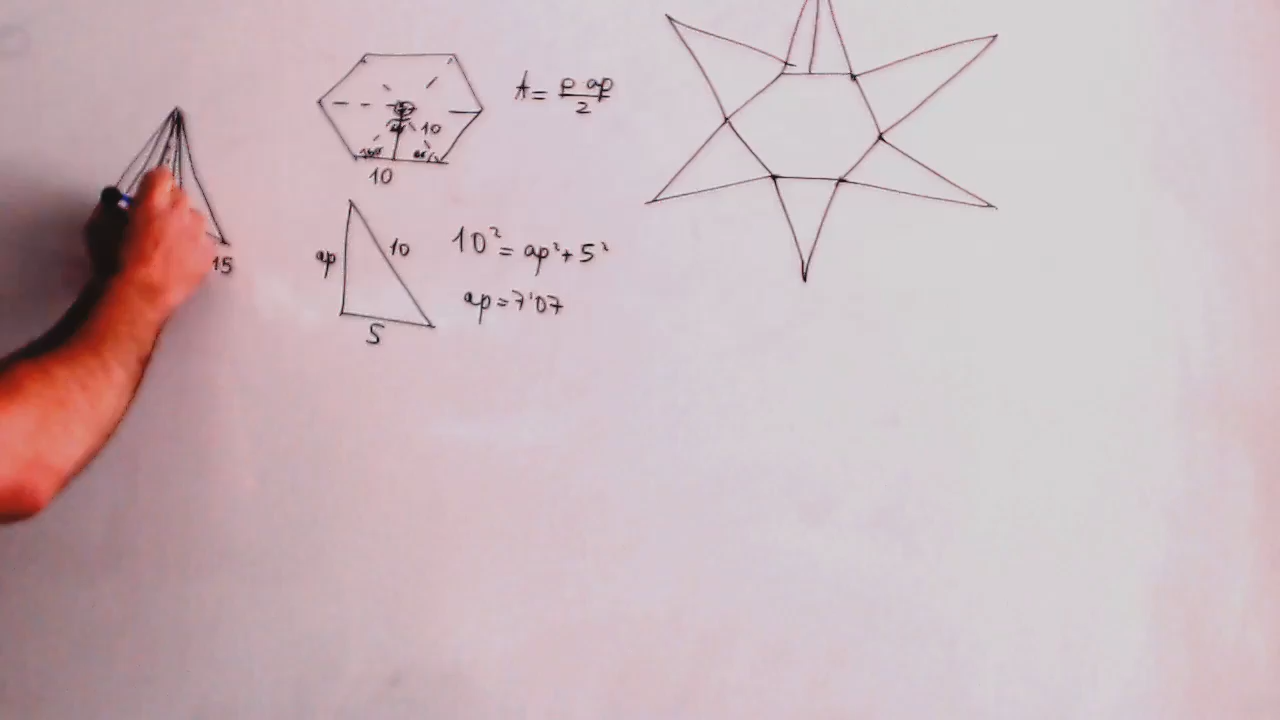 15
10
10
A = p ap / 2
ap
10
5
10² = ap² + 5²
ap = 7'07